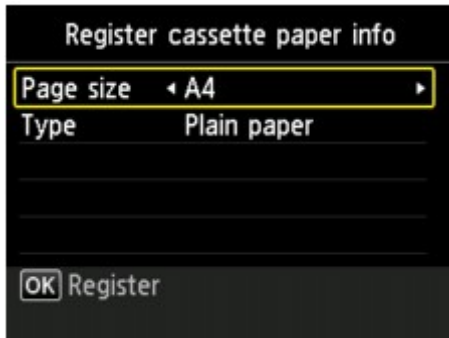 Register cassette paper info
Page size A4
Type Plain paper
OK Register